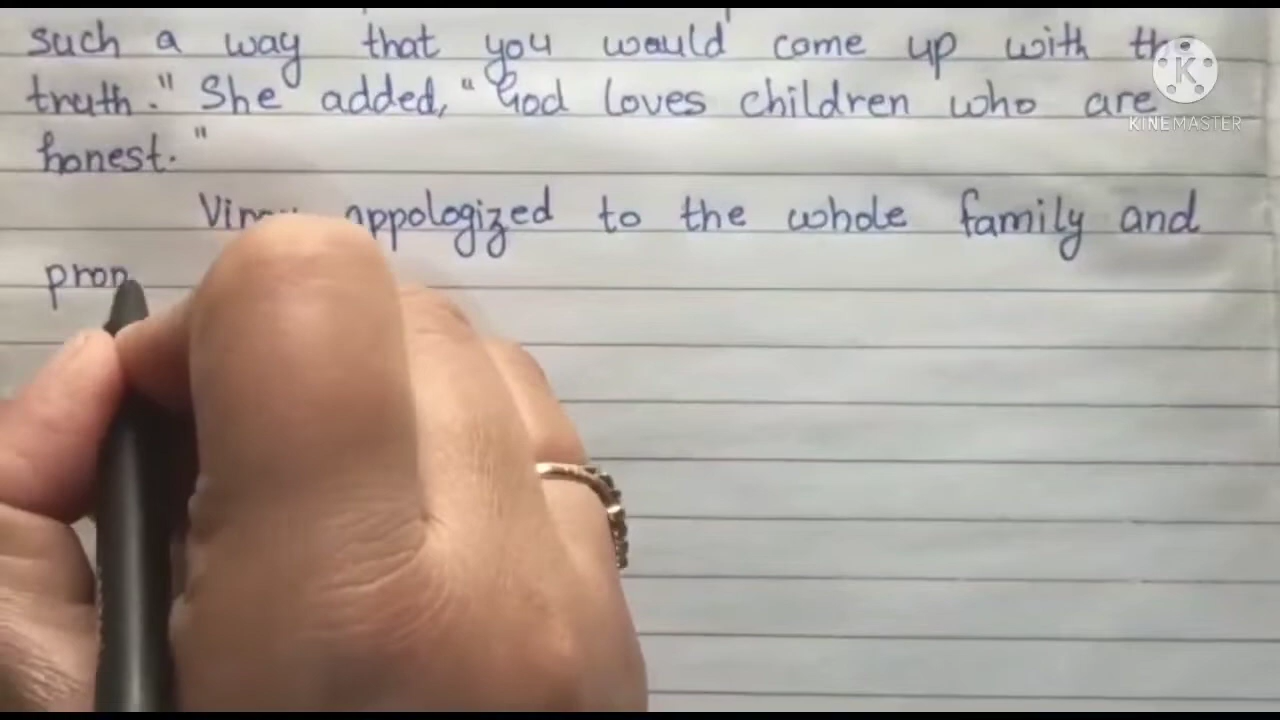 such a way that you would come up with
truth." She added, "God loves children who are
honest."
appologized to the whole family and
K
KINEMASTER